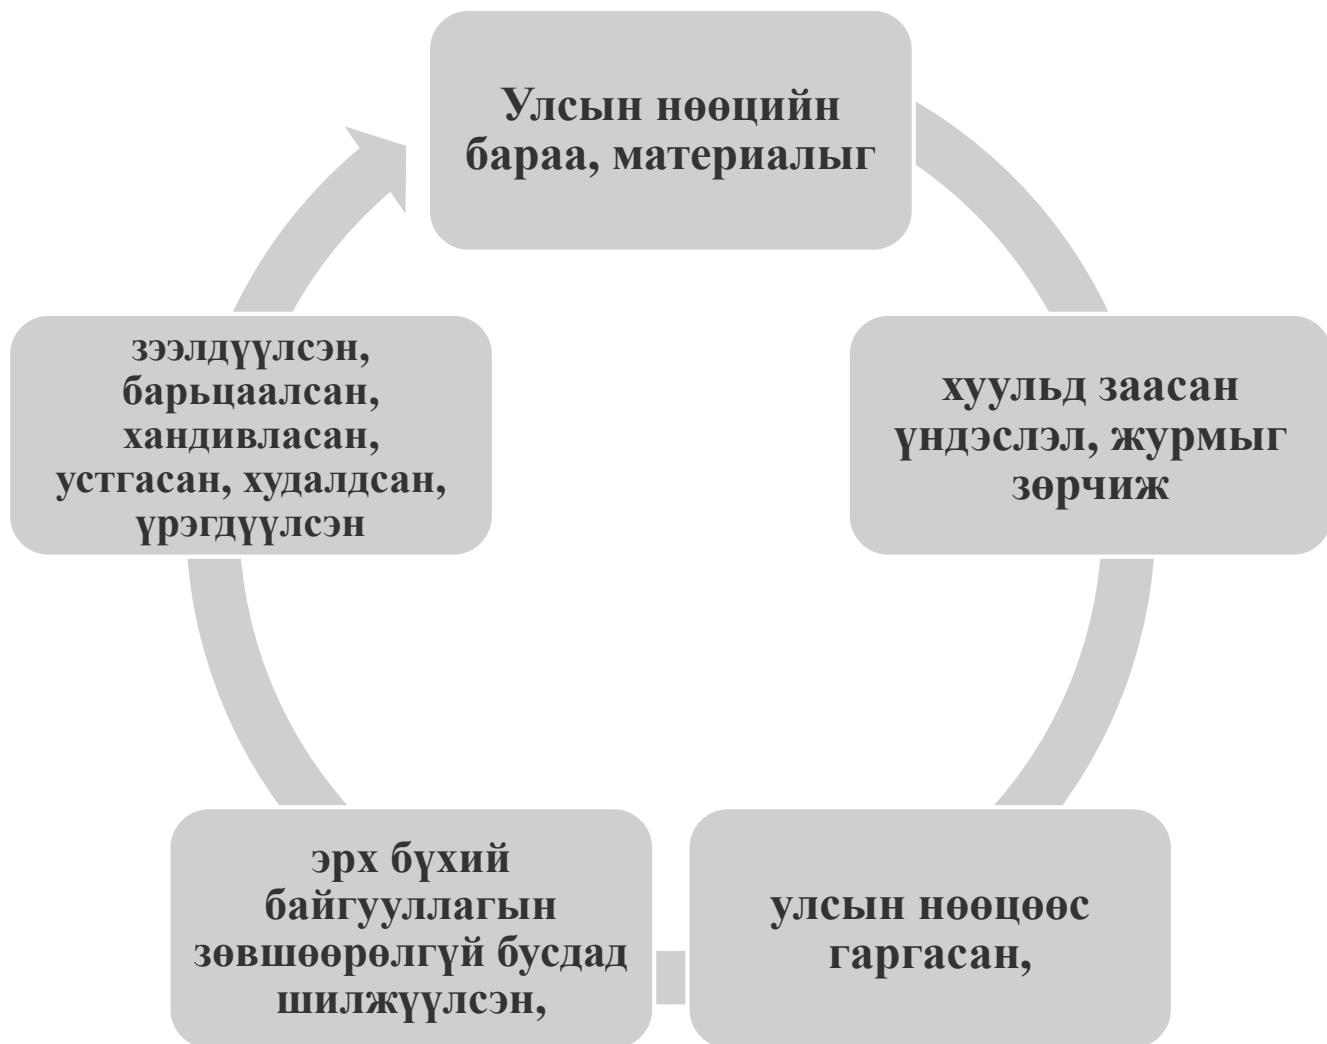 Улсын нөөцийн
бараа, материалыг
хуульд заасан
үндэслэл, журмыг
зөрчиж
улсын нөөцөөс
гаргасан,
эрх бүхий
байгууллагын
зөвшөөрөлгүй бусдад
шилжүүлсэн,
зээлдүүлсэн,
барьцаалсан,
хандивласан,
устгасан, худалдсан,
үрэгдүүлсэн